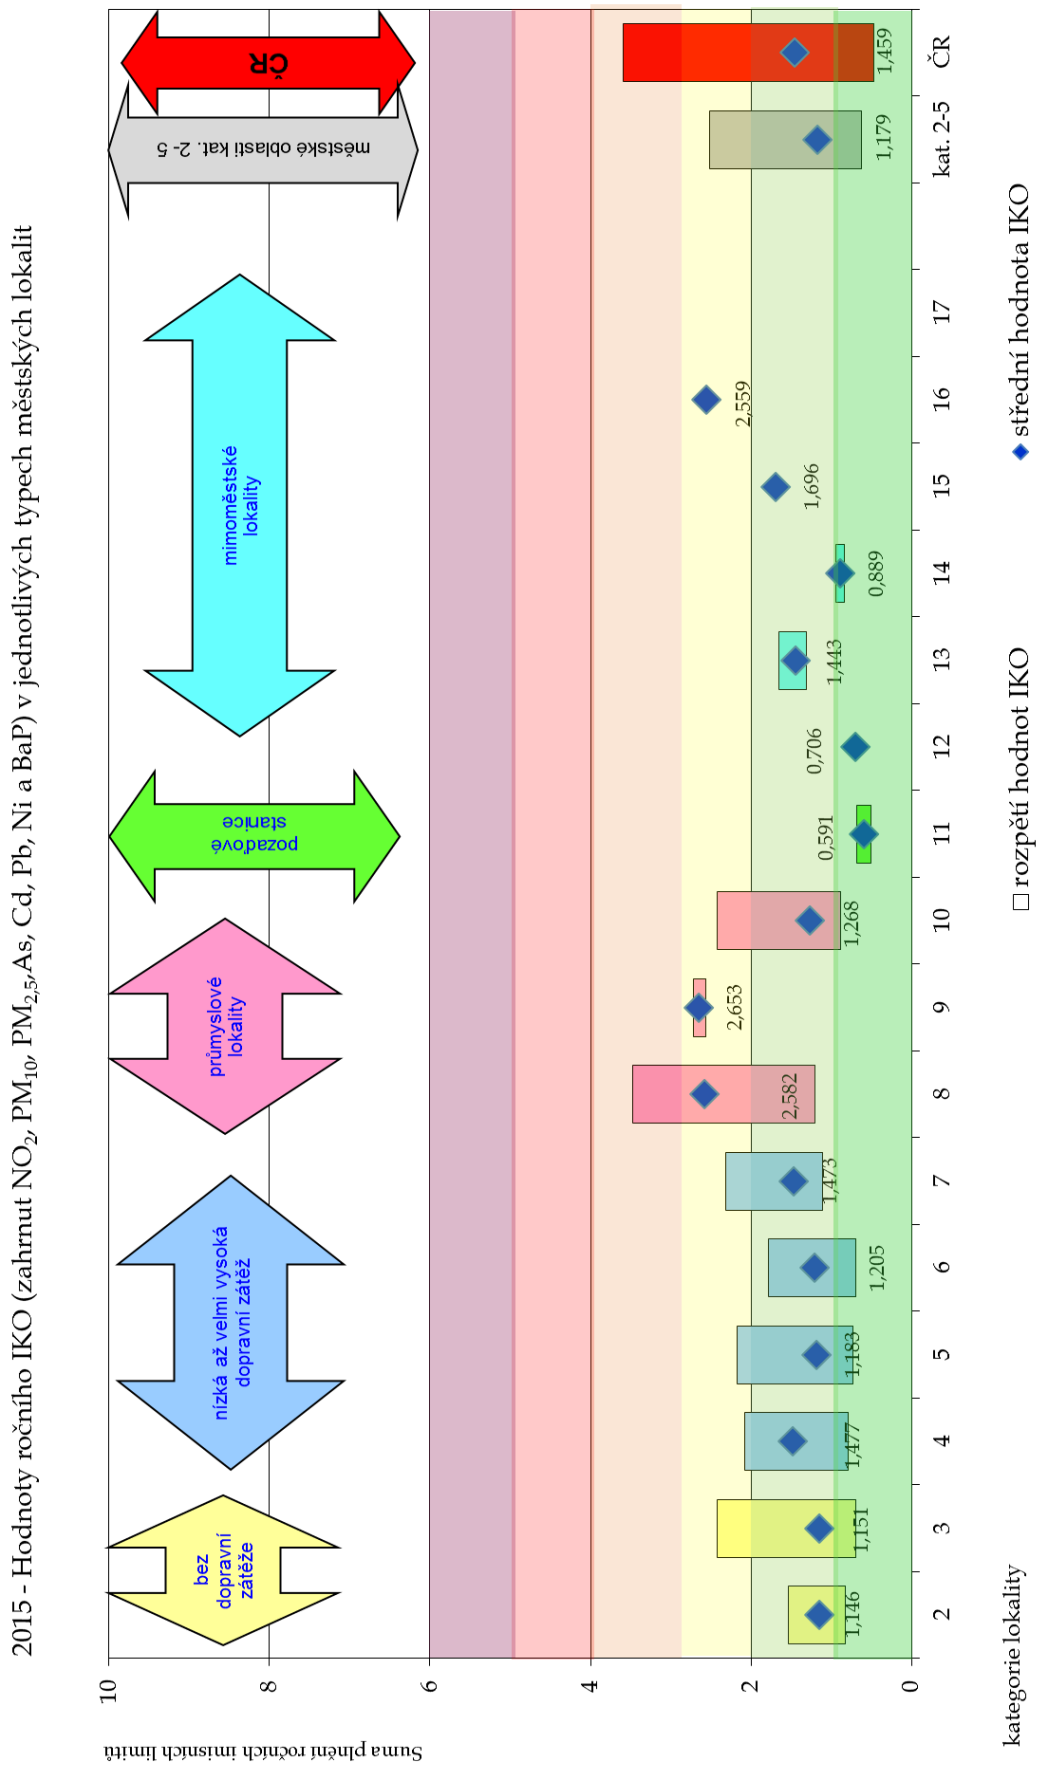 2015 - Hodnoty ročního IKO (zahrnut NO2, PM10, PM2,5,As, Cd, Pb, Ni a BaP) v jednotlivých typech městských lokalit
Suma plnění ročních imisních limitů
10
8
6
4
2
0
bez
dopravní
zátěže
nízká až velmi vysoká
dopravní zátěž
průmyslové
lokality
pozaďové
stanice
mimoměstské
lokality
městské oblasti kat. 2- 5
ČR
1,146
1,151
1,477
1,183
1,205
1,473
2,582
2,653
1,268
0,591
0,706
1,443
0,889
1,696
2,559
1,179
1,459
2
3
4
5
6
7
8
9
10
11
12
13
14
15
16
17
kat. 2-5
ČR
kategorie lokality
rozpětí hodnot IKO
střední hodnota IKO